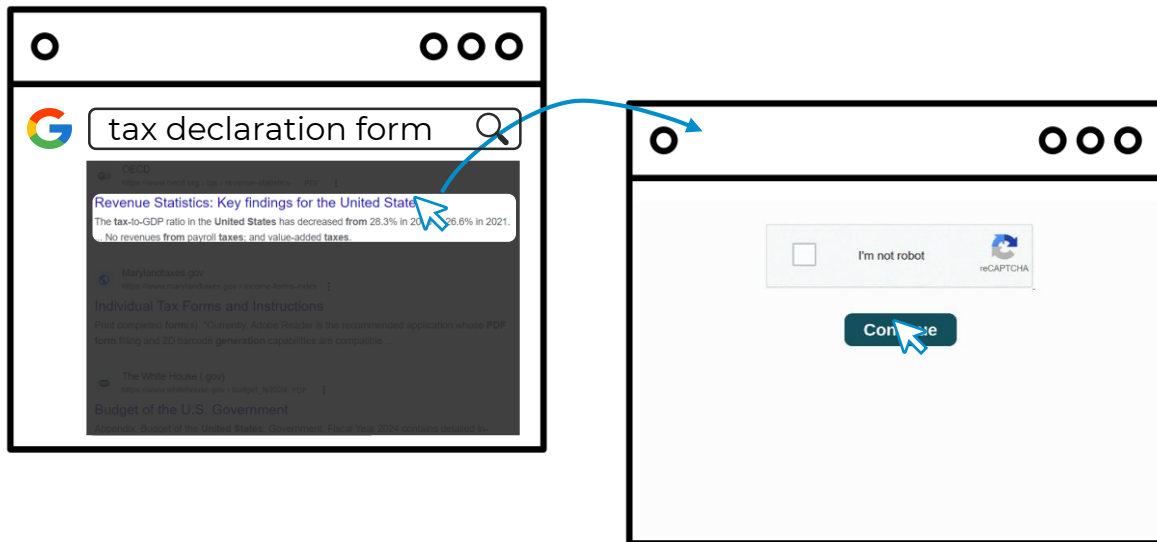 tax declaration form
OECD
Revenue Statistics: Key findings for the United State
The tax-to-GDP ratio in the United States has decreased from 28.3% in 20 26.6% in 2021.
... No revenues from payroll taxes; and value-added taxes.
Marylandtaxes.gov
Individual Tax Forms and Instructions
Print completed form(s). *Currently, Adobe Reader is the recommended application whose PDF
form filling and 2D barcode generation capabilities are compatible ...
The White House (.gov)
Budget of the U.S. Government
Appendix, Budget of the United States. Government, Fiscal Year 2024 contains detailed in-
I'm not robot
reCAPTCHA
Con ue